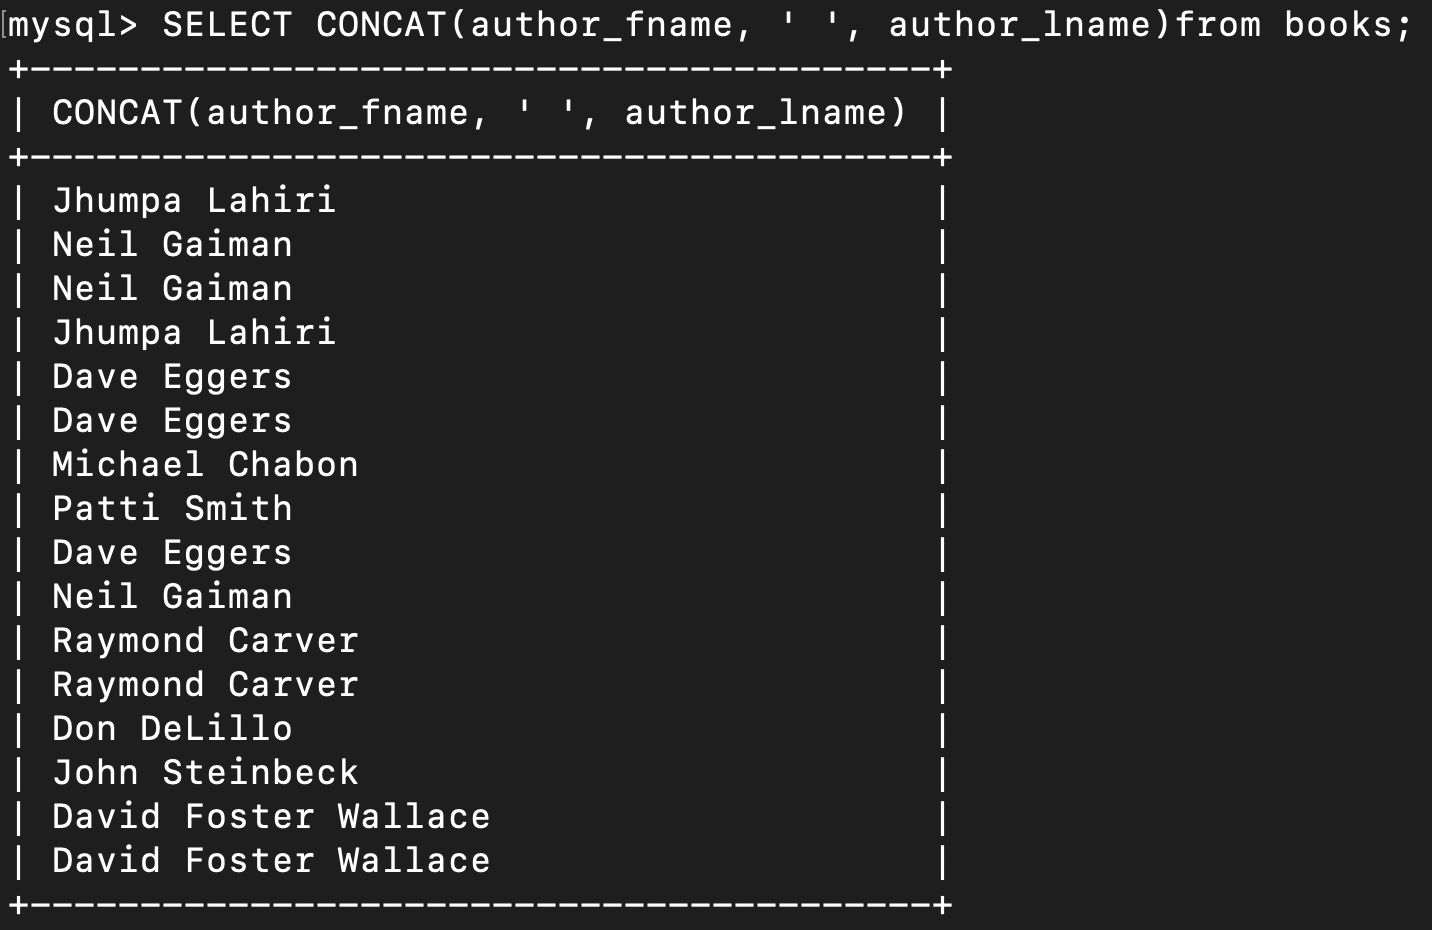 mysql> SELECT CONCAT(author_fname, ' ', author_lname)from books;
+-----------------------------------------+
| CONCAT(author_fname, ' ', author_lname) |
+-----------------------------------------+
| Jhumpa Lahiri                           |
| Neil Gaiman                             |
| Neil Gaiman                             |
| Jhumpa Lahiri                           |
| Dave Eggers                             |
| Dave Eggers                             |
| Michael Chabon                          |
| Patti Smith                             |
| Dave Eggers                             |
| Neil Gaiman                             |
| Raymond Carver                          |
| Raymond Carver                          |
| Don DeLillo                             |
| John Steinbeck                          |
| David Foster Wallace                    |
| David Foster Wallace                    |
+-----------------------------------------+